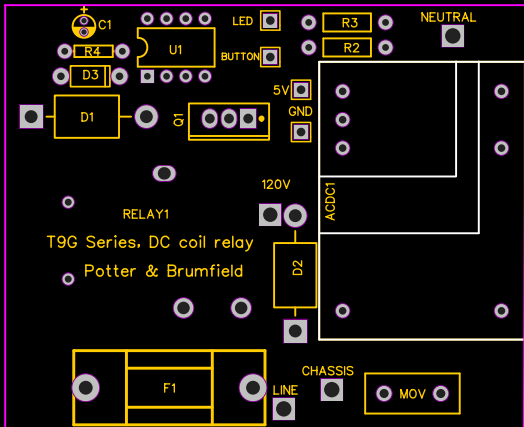 C1
LED
R3
NEUTRAL
R4
U1
BUTTON
R2
D3
5V
D1
Q1
GND
120V
ACDC1
RELAY1
T9G Series, DC coil relay
Potter & Brumfield
D2
F1
CHASSIS
LINE
MOV